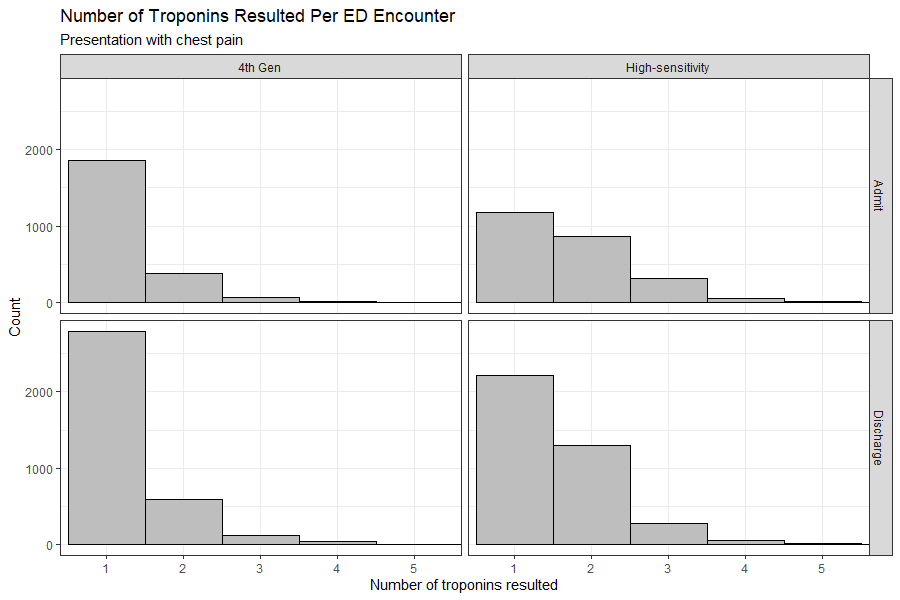 Number of Troponins Resulted Per ED Encounter
Presentation with chest pain
4th Gen
High-sensitivity
2000
1000
0
Admit
Count
2000
1000
0
Discharge
1 2 3 4 5
1 2 3 4 5
Number of troponins resulted